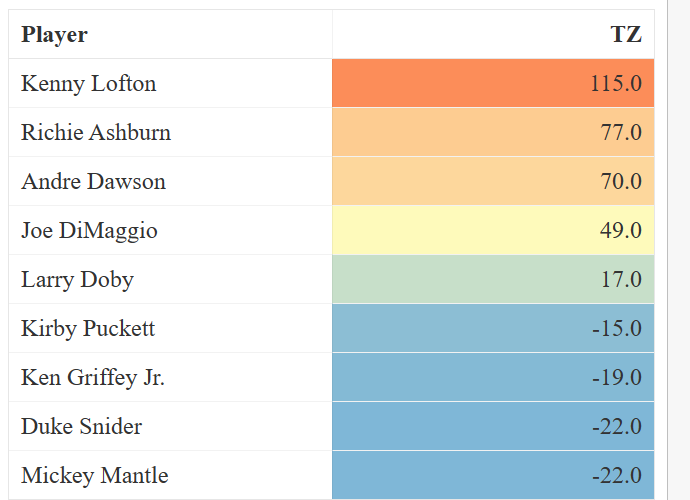 Player TZ
Kenny Lofton 115.0
Richie Ashburn 77.0
Andre Dawson 70.0
Joe DiMaggio 49.0
Larry Doby 17.0
Kirby Puckett -15.0
Ken Griffey Jr. -19.0
Duke Snider -22.0
Mickey Mantle -22.0